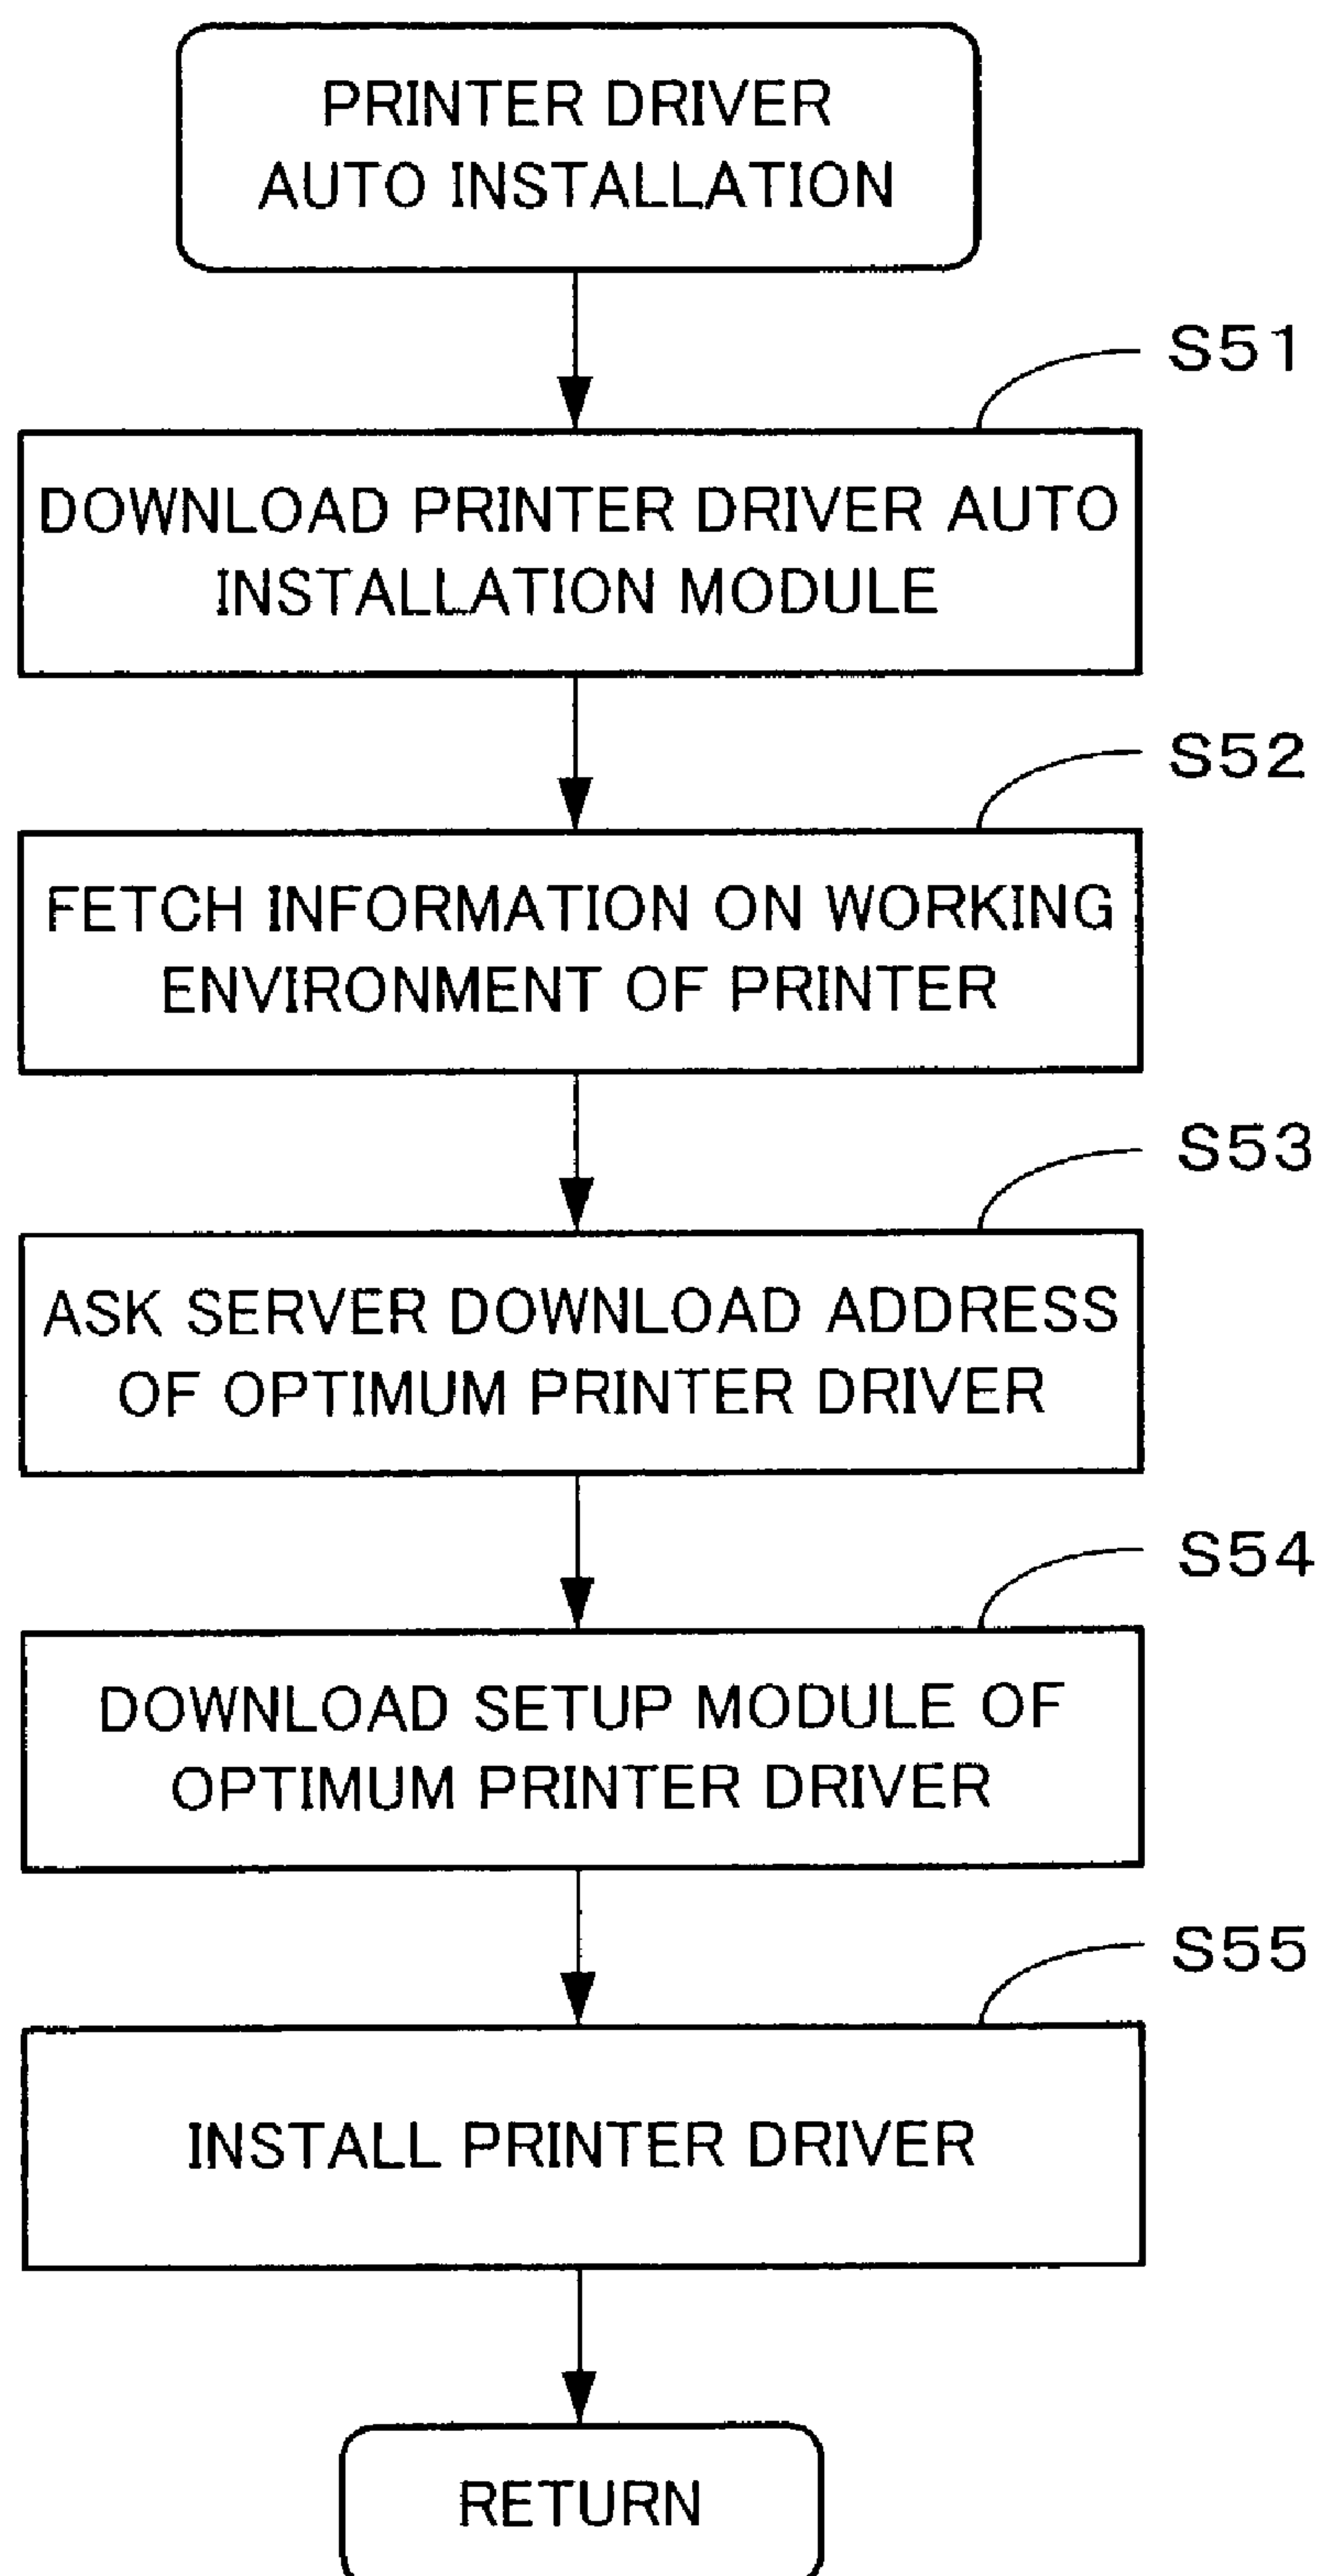 PRINTER DRIVER
AUTO INSTALLATION
S51
DOWNLOAD PRINTER DRIVER AUTO
INSTALLATION MODULE
S52
FETCH INFORMATION ON WORKING
ENVIRONMENT OF PRINTER
S53
ASK SERVER DOWNLOAD ADDRESS
OF OPTIMUM PRINTER DRIVER
S54
DOWNLOAD SETUP MODULE OF
OPTIMUM PRINTER DRIVER
S55
INSTALL PRINTER DRIVER
RETURN